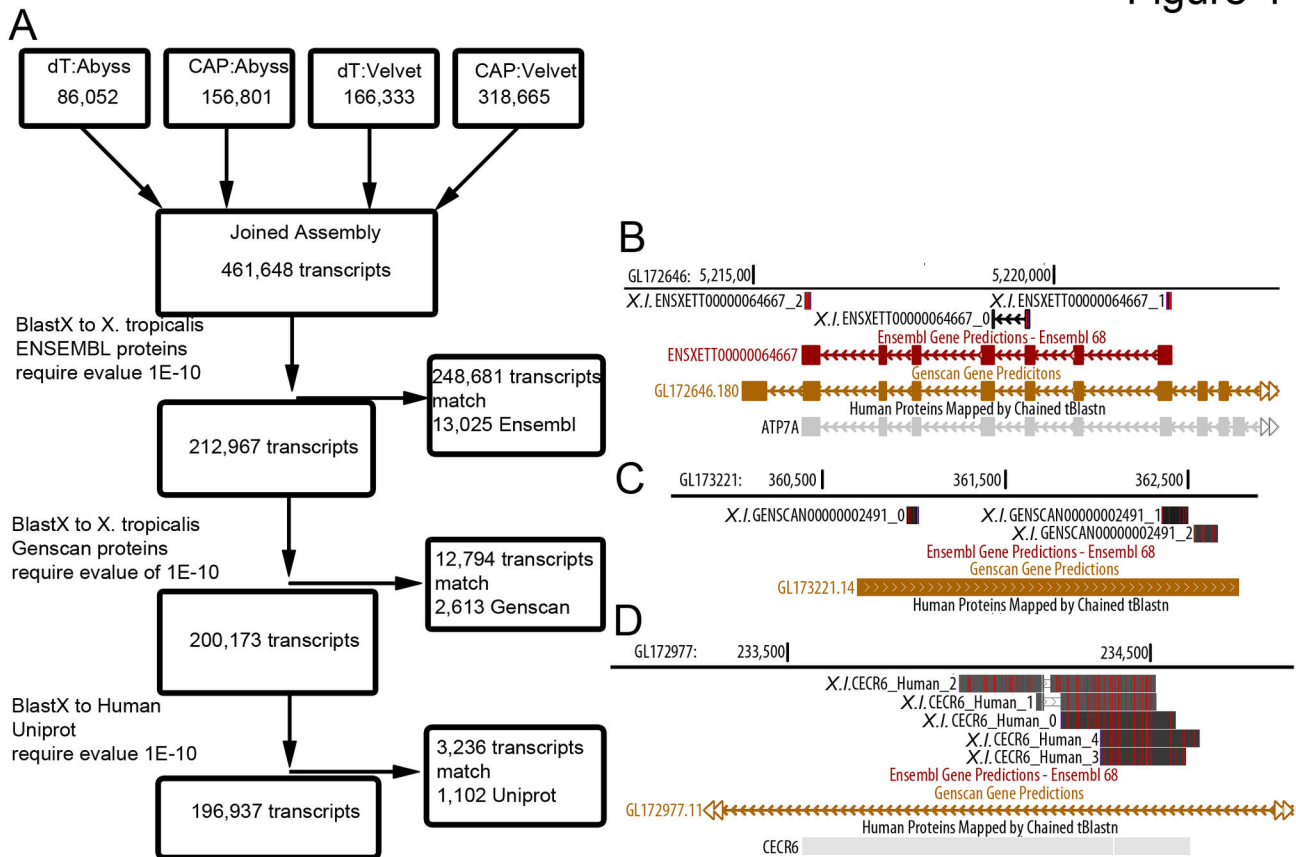 A
dT:Abyss
86,052
CAP:Abyss
156,801
dT:Velvet
166,333
CAP:Velvet
318,665
Joined Assembly
461,648 transcripts
BlastX to X. tropicalis
ENSEMBL proteins
require evalue 1E-10
248,681 transcripts
match
13,025 Ensembl
212,967 transcripts
BlastX to X. tropicalis
Genscan proteins
require evalue of 1E-10
12,794 transcripts
match
2,613 Genscan
200,173 transcripts
BlastX to Human
Uniprot
require evalue 1E-10
3,236 transcripts
match
1,102 Uniprot
196,937 transcripts
B
GL172646: 5,215,00 5,220,000
X.l. ENSXETT00000064667_2 X.l. ENSXETT00000064667_1
X.l. ENSXETT00000064667_0
Ensembl Gene Predictions - Ensembl 68
ENSXETT00000064667
Genscan Gene Predicitons
GL172646.180
Human Proteins Mapped by Chained tBlastn
ATP7A
C
GL173221: 360,500 361,500 362,500
X.l. GENSCAN00000002491_0 X.l. GENSCAN00000002491_1
X.l. GENSCAN00000002491_2
Ensembl Gene Predictions - Ensembl 68
Genscan Gene Predictions
GL173221.14
Human Proteins Mapped by Chained tBlastn
D
GL172977: 233,500 234,500
X.l. CECR6_Human_2
X.l. CECR6_Human_1
X.l. CECR6_Human_0
X.l. CECR6_Human_4
X.l. CECR6_Human_3
Ensembl Gene Predictions - Ensembl 68
Genscan Gene Predictions
GL172977.11
Human Proteins Mapped by Chained tBlastn
CECR6